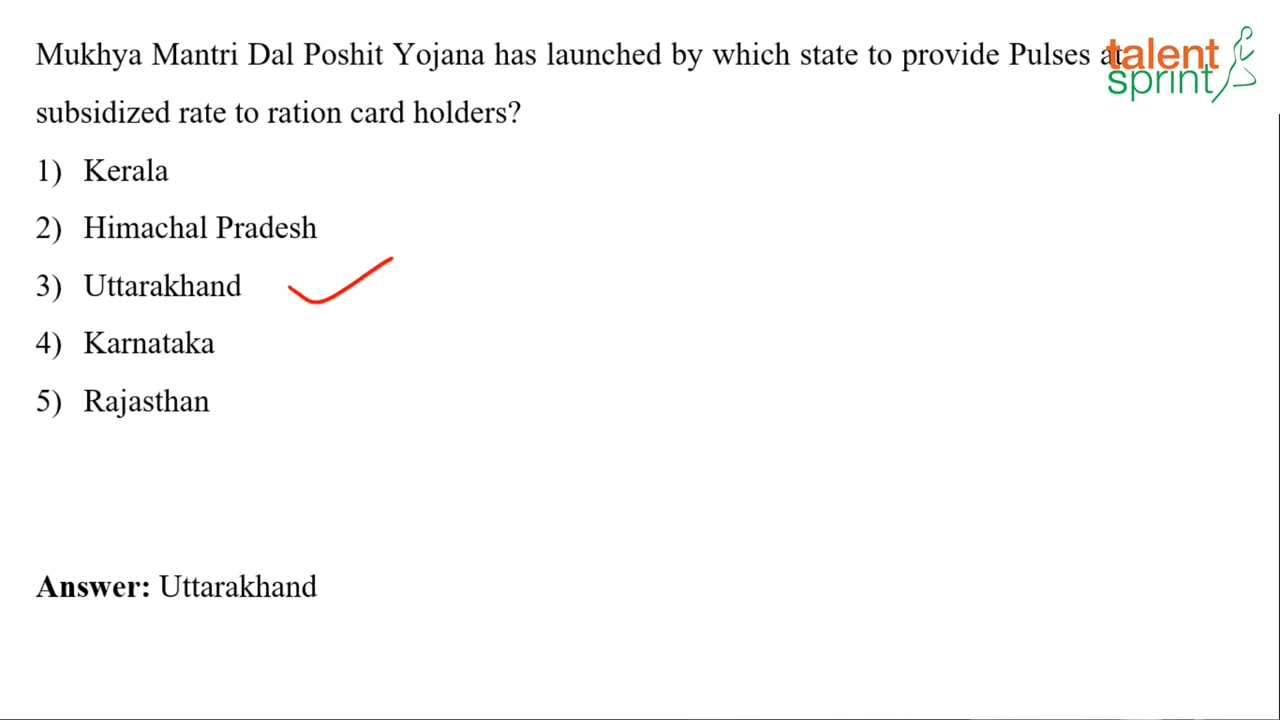 Mukhya Mantri Dal Poshit Yojana has launched by which state to provide Pulses at
subsidized rate to ration card holders?
1) Kerala
2) Himachal Pradesh
3) Uttarakhand
4) Karnataka
5) Rajasthan
Answer: Uttarakhand
talent
sprint